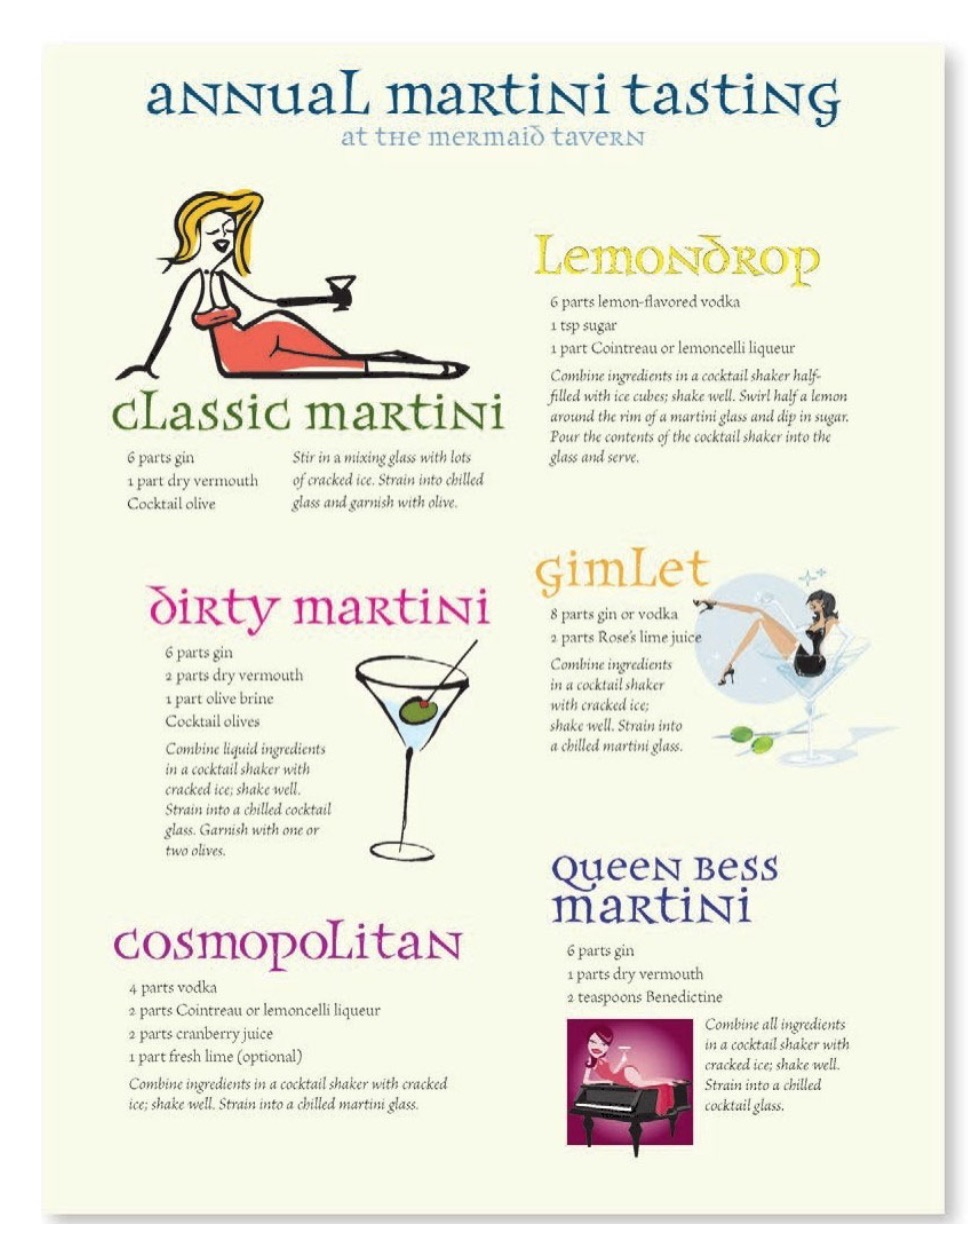 annual martini tasting
at the mermaid tavern
classic martini
6 parts gin
1 part dry vermouth
Cocktail olive
Stir in a mixing glass with lots
of cracked ice. Strain into chilled
glass and garnish with olive.
dirty martini
6 parts gin
2 parts dry vermouth
1 part olive brine
Cocktail olives
Combine liquid ingredients
in a cocktail shaker with
cracked ice; shake well.
Strain into a chilled cocktail
glass. Garnish with one or
two olives.
cosmopolitan
4 parts vodka
2 parts Cointreau or lemoncelli liqueur
2 parts cranberry juice
1 part fresh lime (optional)
Combine ingredients in a cocktail shaker with cracked
ice; shake well. Strain into a chilled martini glass.
Lemondrop
6 parts lemon-flavored vodka
1 tsp sugar
1 part Cointreau or lemoncelli liqueur
Combine ingredients in a cocktail shaker half-
filled with ice cubes; shake well. Swirl half a lemon
around the rim of a martini glass and dip in sugar.
Pour the contents of the cocktail shaker into the
glass and serve.
gimlet
8 parts gin or vodka
2 parts Rose's lime juice
Combine ingredients
in a cocktail shaker
with cracked ice;
shake well. Strain into
a chilled martini glass.
Queen Bess
martini
6 parts gin
1 parts dry vermouth
2 teaspoons Benedictine
Combine all ingredients
in a cocktail shaker with
cracked ice; shake well.
Strain into a chilled
cocktail glass.